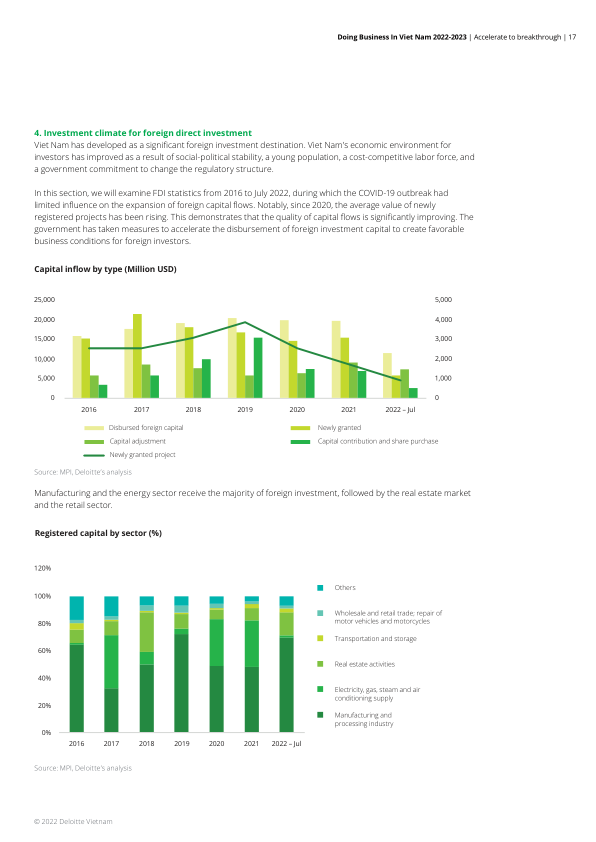 Doing Business In Viet Nam 2022-2023 | Accelerate to breakthrough | 17
4. Investment climate for foreign direct investment
Viet Nam has developed as a significant foreign investment destination. Viet Nam's economic environment for
investors has improved as a result of social-political stability, a young population, a cost-competitive labor force, and
a government commitment to change the regulatory structure.
In this section, we will examine FDI statistics from 2016 to July 2022, during which the COVID-19 outbreak had
limited influence on the expansion of foreign capital flows. Notably, since 2020, the average value of newly
registered projects has been rising. This demonstrates that the quality of capital flows is significantly improving. The
government has taken measures to accelerate the disbursement of foreign investment capital to create favorable
business conditions for foreign investors.
Capital inflow by type (Million USD)
25,000 5,000
20,000 4,000
15,000 3,000
10,000 2,000
5,000 1,000
0 0
2016 2017 2018 2019 2020 2021 2022 – Jul
Disbursed foreign capital Newly granted
Capital adjustment Capital contribution and share purchase
Newly granted project
Source: MPI, Deloitte's analysis
Manufacturing and the energy sector receive the majority of foreign investment, followed by the real estate market
and the retail sector.
Registered capital by sector (%)
120%
100%
80%
60%
40%
20%
0%
2016 2017 2018 2019 2020 2021 2022 – Jul
Others
Wholesale and retail trade; repair of
motor vehicles and motorcycles
Transportation and storage
Real estate activities
Electricity, gas, steam and air
conditioning supply
Manufacturing and
processing industry
Source: MPI, Deloitte's analysis
© 2022 Deloitte Vietnam